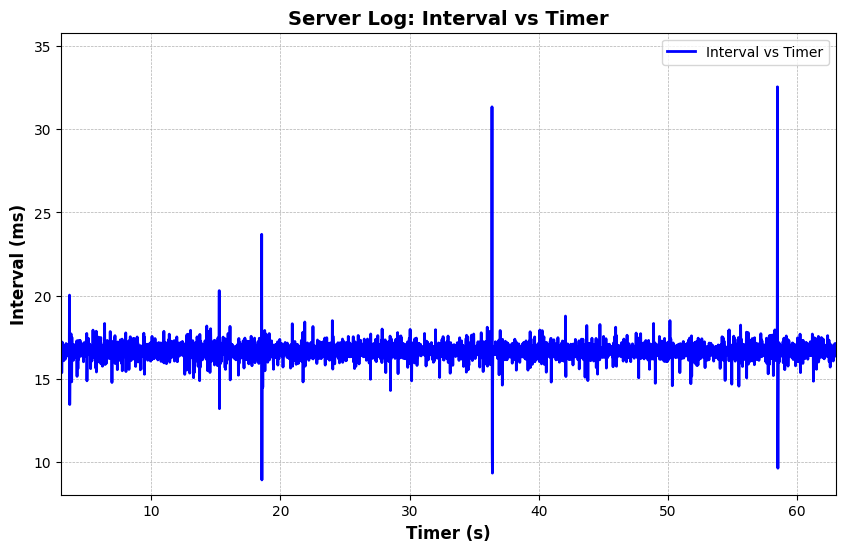 Server Log: Interval vs Timer
Interval vs Timer
35
30
25
20
15
10
Interval (ms)
10 20 30 40 50 60
Timer (s)